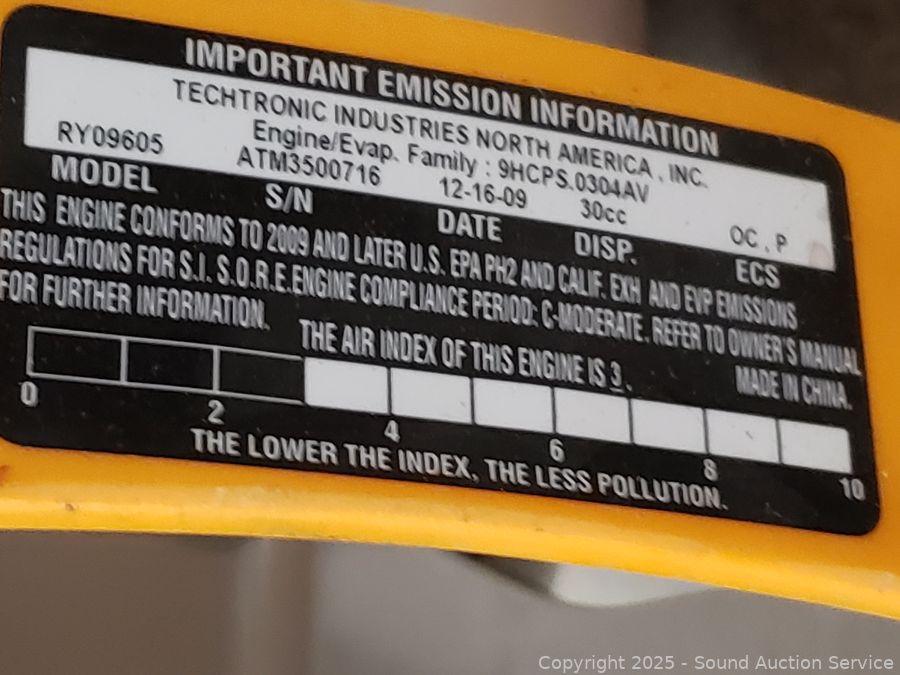 IMPORTANT EMISSION INFORMATION
TECHTRONIC INDUSTRIES NORTH AMERICA , INC.
Engine/Evap. Family : 9HCPS.0304AV
RY09605 ATM3500716 12-16-09 30cc OC , P
MODEL S/N DATE DISP. ECS
THIS ENGINE CONFORMS TO 2009 AND LATER U.S. EPA PH2 AND CALIF. EXH AND EVP EMISSIONS
REGULATIONS FOR S.I. S.O.R.E.ENGINE COMPLIANCE PERIOD: C-MODERATE. REFER TO OWNER'S MANUAL
FOR FURTHER INFORMATION.
THE AIR INDEX OF THIS ENGINE IS 3 .
MADE IN CHINA.
0 2 4 6 8 10
THE LOWER THE INDEX, THE LESS POLLUTION.
Copyright © 2025 - Sound Auction Service